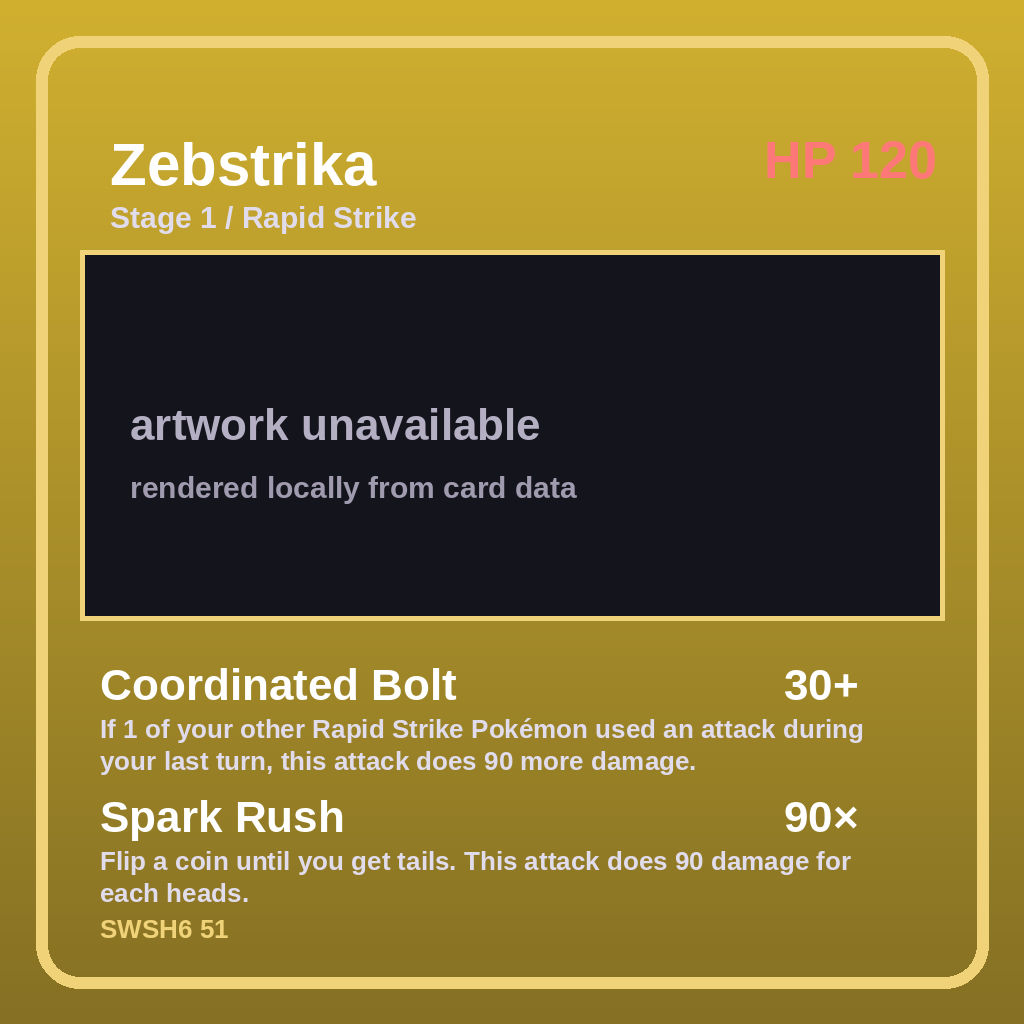 Zebstrika
HP 120
Stage 1 / Rapid Strike
artwork unavailable
rendered locally from card data
Coordinated Bolt
30+
If 1 of your other Rapid Strike Pokémon used an attack during
your last turn, this attack does 90 more damage.
Spark Rush
90×
Flip a coin until you get tails. This attack does 90 damage for
each heads.
SWSH6 51